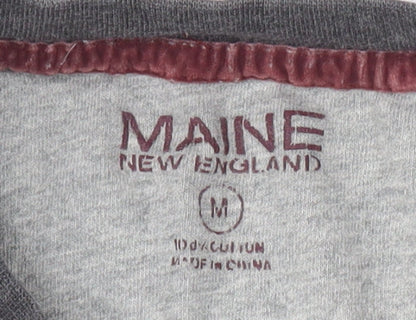 MAINE
NEW ENGLAND
M
100% COTTON
MADE IN CHINA